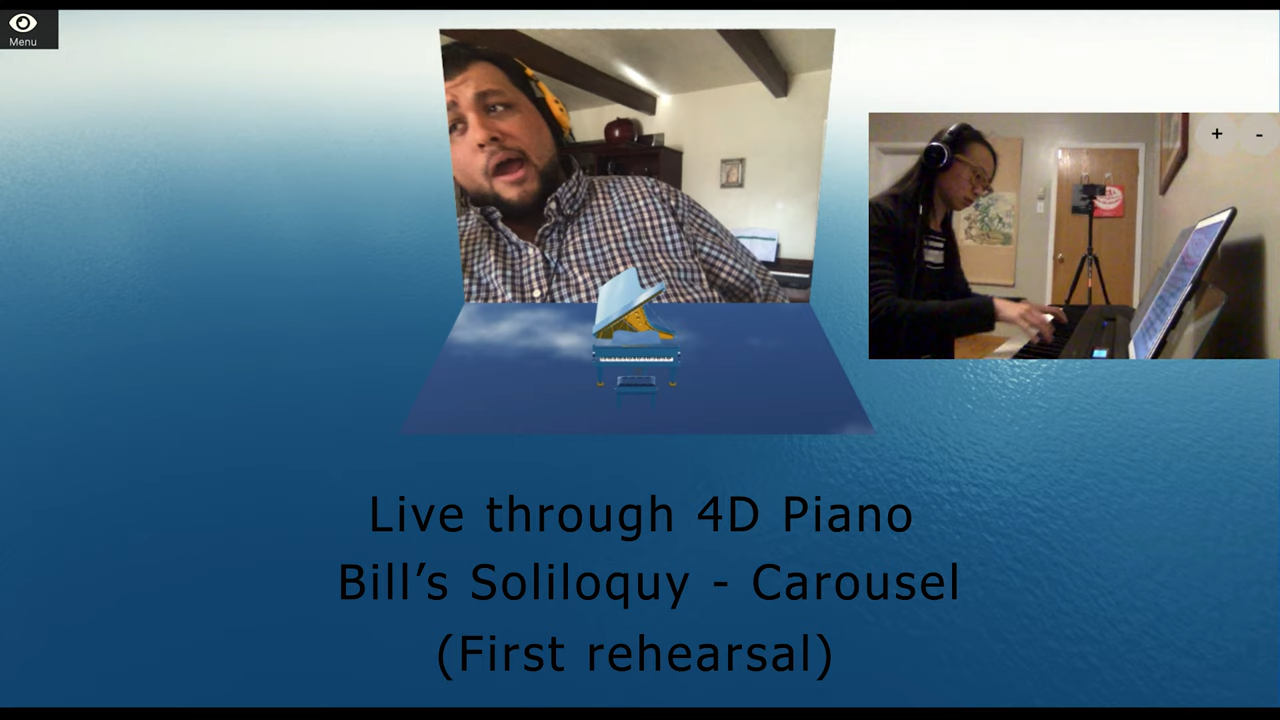 Menu
+ -
Live through 4D Piano
Bill’s Soliloquy - Carousel
(First rehearsal)